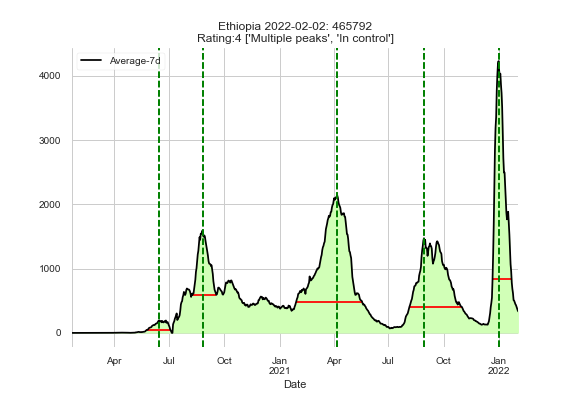 Ethiopia 2022-02-02: 465792
Rating:4 ['Multiple peaks', 'In control']
Average-7d
4000
3000
2000
1000
0
Apr Jul Oct Jan Apr Jul Oct Jan
2021 2022
Date